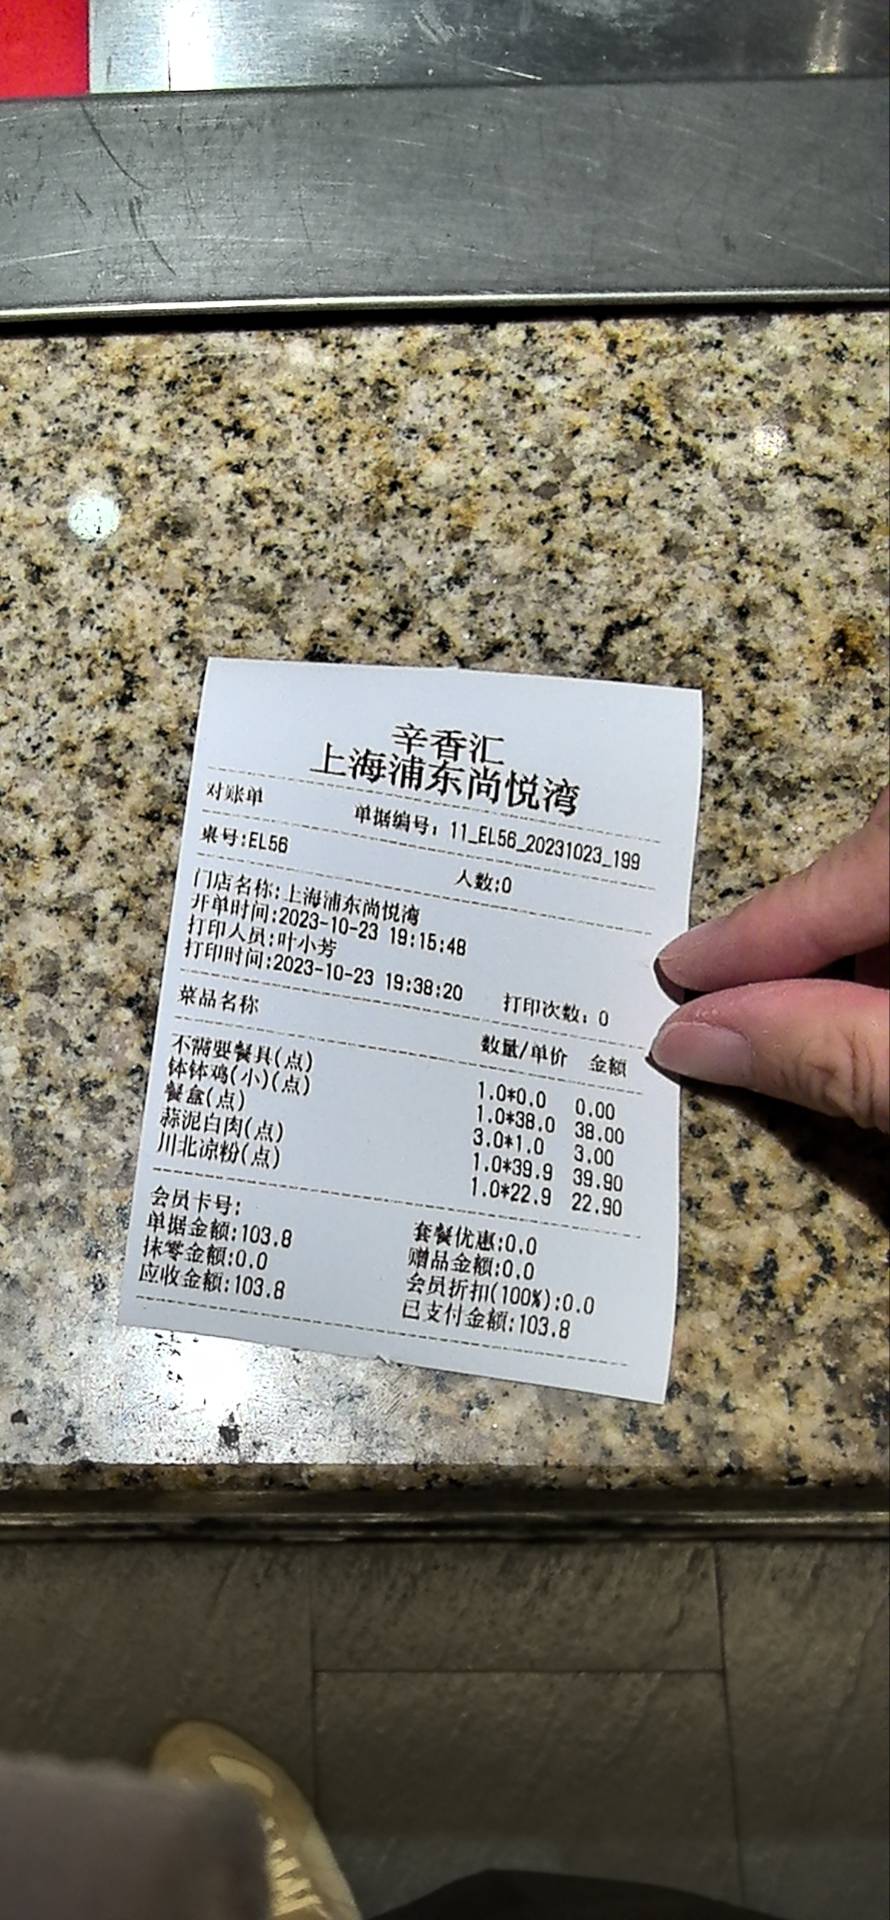 辛香汇
上海浦东尚悦湾
对账单 单据编号：11_EL56_20231023_199
桌号:EL56 人数:0
门店名称:上海浦东尚悦湾
开单时间:2023-10-23 19:15:48
打印人员:叶小芳
打印时间:2023-10-23 19:38:20 打印次数：0
菜品名称 数量/单价 金额
不需要餐具(点) 1.0*0.0 0.00
钵钵鸡(小)(点) 1.0*38.0 38.00
餐盒(点) 3.0*1.0 3.00
蒜泥白肉(点) 1.0*39.9 39.90
川北凉粉(点) 1.0*22.9 22.90
会员卡号:
单据金额:103.8 套餐优惠:0.0
抹零金额:0.0 赠品金额:0.0
应收金额:103.8 会员折扣(100%):0.0
已支付金额:103.8